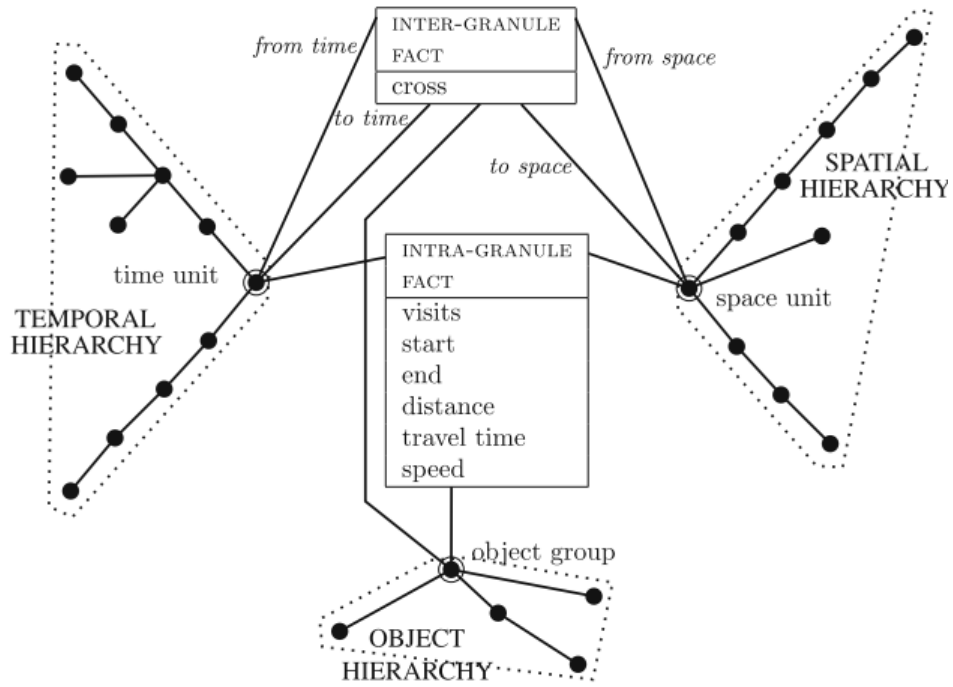 INTER-GRANULE
FACT
cross
from time
from space
to time
to space
SPATIAL
HIERARCHY
INTRA-GRANULE
FACT
visits
start
end
distance
travel time
speed
time unit
space unit
TEMPORAL
HIERARCHY
object group
OBJECT
HIERARCHY